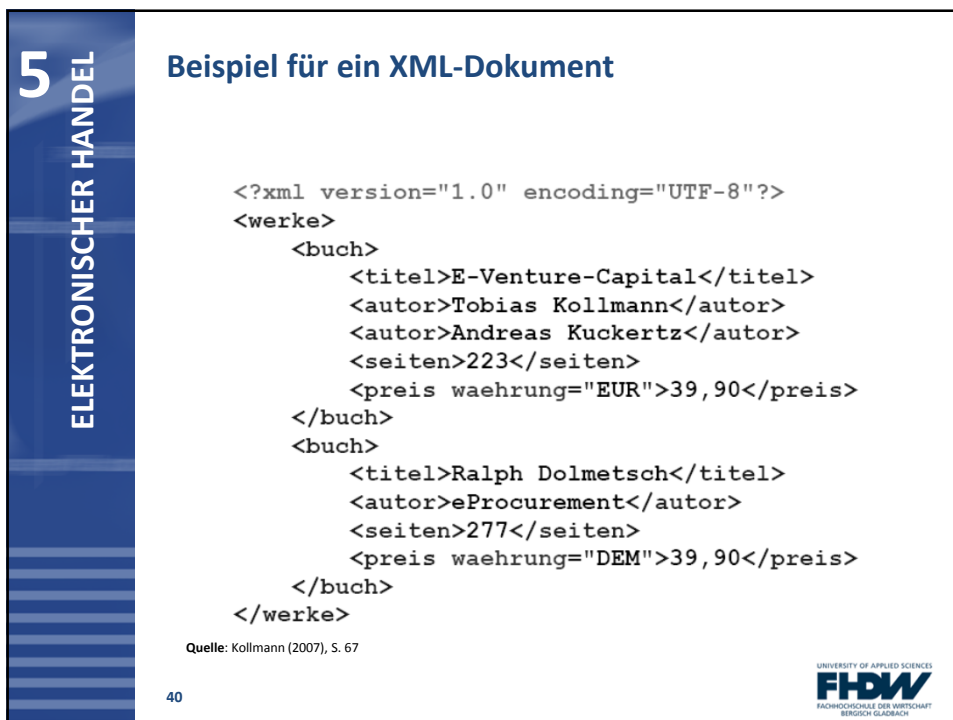 5
ELEKTRONISCHER HANDEL
Beispiel für ein XML-Dokument
<?xml version="1.0" encoding="UTF-8"?>
<werke>
    <buch>
        <titel>E-Venture-Capital</titel>
        <autor>Tobias Kollmann</autor>
        <autor>Andreas Kuckertz</autor>
        <seiten>223</seiten>
        <preis waehrung="EUR">39,90</preis>
    </buch>
    <buch>
        <titel>Ralph Dolmetsch</titel>
        <autor>eProcurement</autor>
        <seiten>277</seiten>
        <preis waehrung="DEM">39,90</preis>
    </buch>
</werke>
Quelle: Kollmann (2007), S. 67
40
UNIVERSITY OF APPLIED SCIENCES
FHDW
FACHHOCHSCHULE DER WIRTSCHAFT
BERGISCH GLADBACH